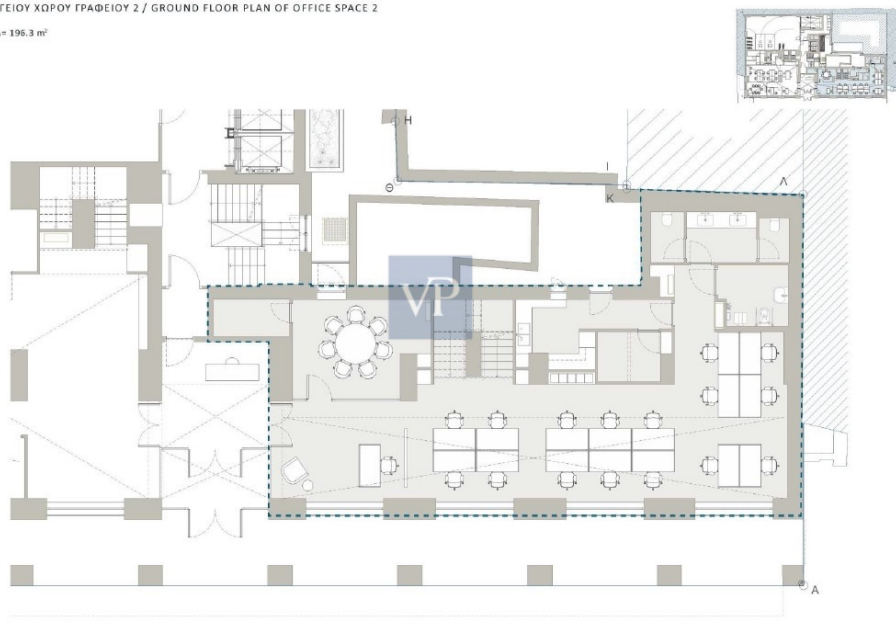 ΓΕΙΟΥ ΧΩΡΟΥ ΓΡΑΦΕΙΟΥ 2 / GROUND FLOOR PLAN OF OFFICE SPACE 2
= 196.3 m²
H
I
Θ
K
Λ
VP
A